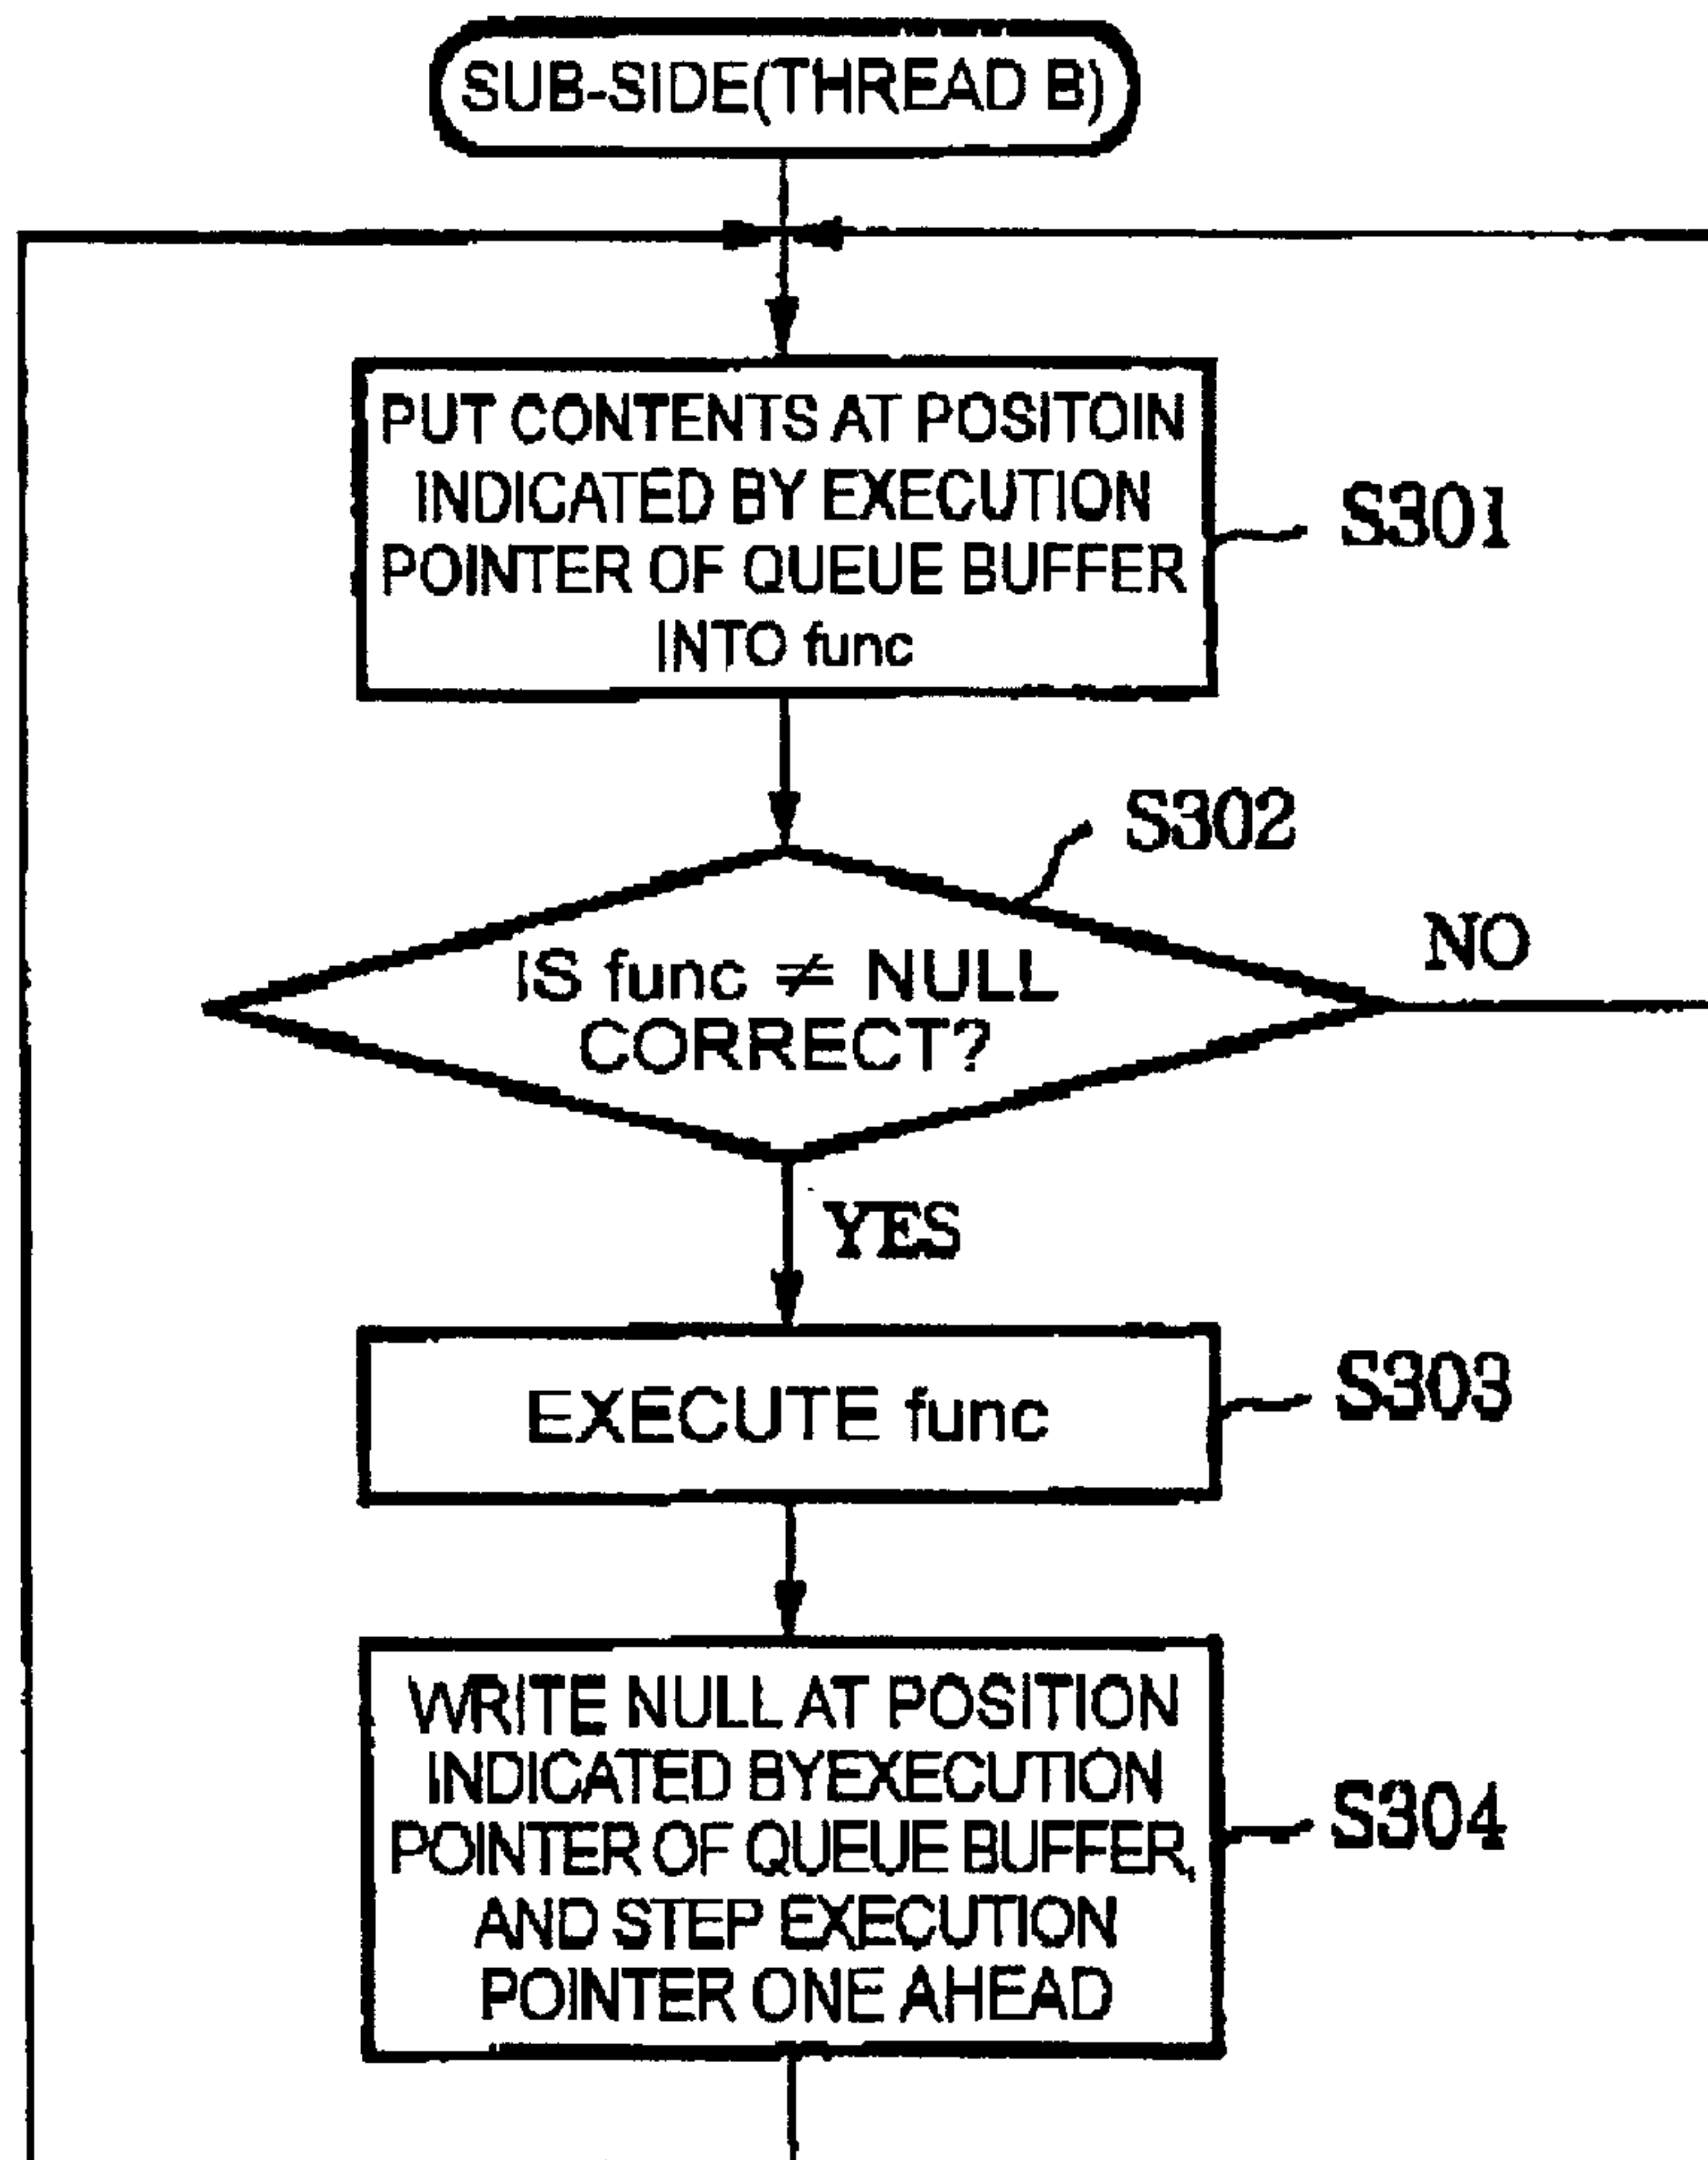 SUB-SIDE(THREAD B)
PUT CONTENTS AT POSITOIN
INDICATED BY EXECUTION
POINTER OF QUEUE BUFFER
INTO func
S301
S302
IS func ≠ NULL
CORRECT?
NO
YES
EXECUTE func
S303
WRITE NULL AT POSITION
INDICATED BYEXECUTION
POINTER OF QUEUE BUFFER,
AND STEP EXECUTION
POINTER ONE AHEAD
S304